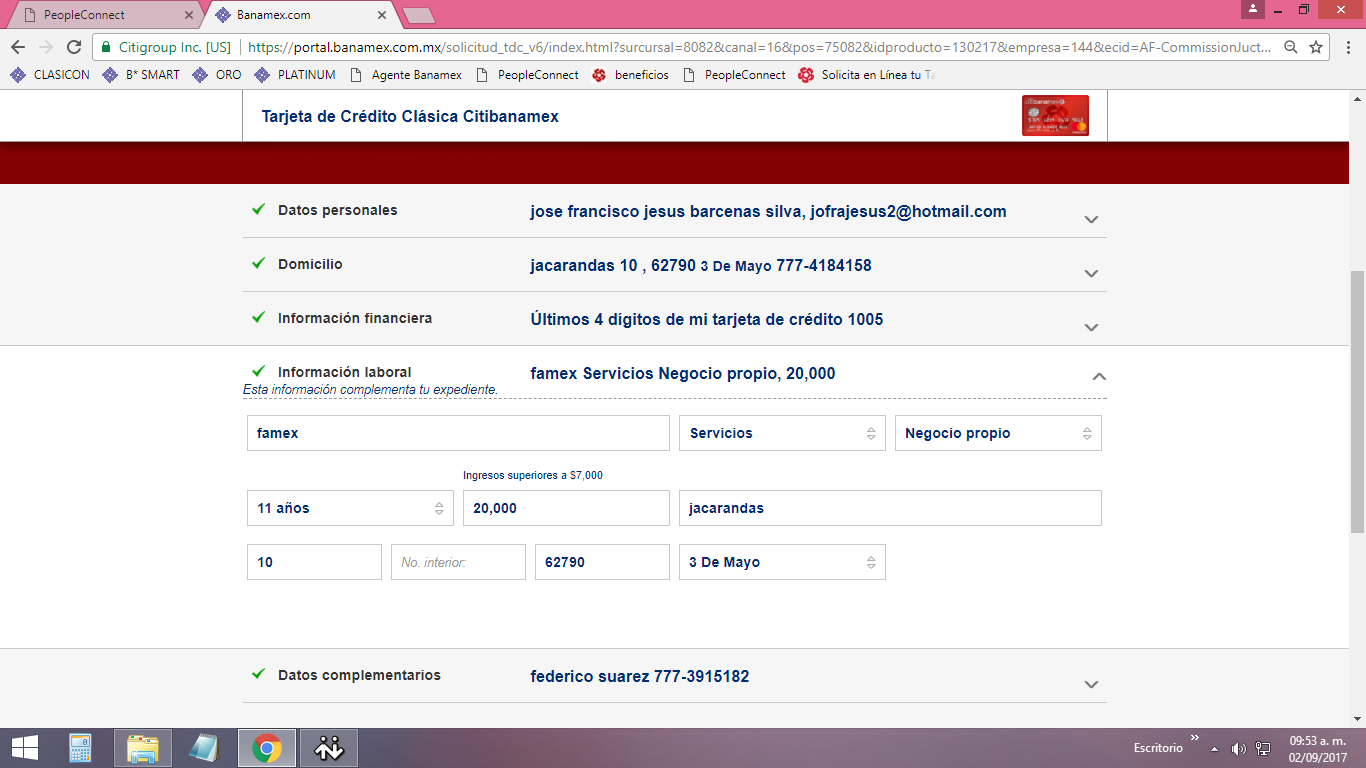 PeopleConnect
Banamex.com
Citigroup Inc. [US] https://portal.banamex.com.mx/solicitud_tdc_v6/index.html?surcursal=8082&canal=16&pos=75082&idproducto=130217&empresa=144&ecid=AF-CommissionJuct...
CLASICON B* SMART ORO PLATINUM Agente Banamex PeopleConnect beneficios PeopleConnect Solicita en Línea tu Ta
Tarjeta de Crédito Clásica Citibanamex
citibanamex
Datos personales jose francisco jesus barcenas silva, jofrajesus2@hotmail.com
Domicilio jacarandas 10 , 62790 3 De Mayo 777-4184158
Información financiera Últimos 4 dígitos de mi tarjeta de crédito 1005
Información laboral famex Servicios Negocio propio, 20,000
Esta información complementa tu expediente.
famex Servicios Negocio propio
Ingresos superiores a $7,000
11 años 20,000 jacarandas
10 No. interior: 62790 3 De Mayo
Datos complementarios federico suarez 777-3915182
Escritorio »
09:53 a. m.
02/09/2017